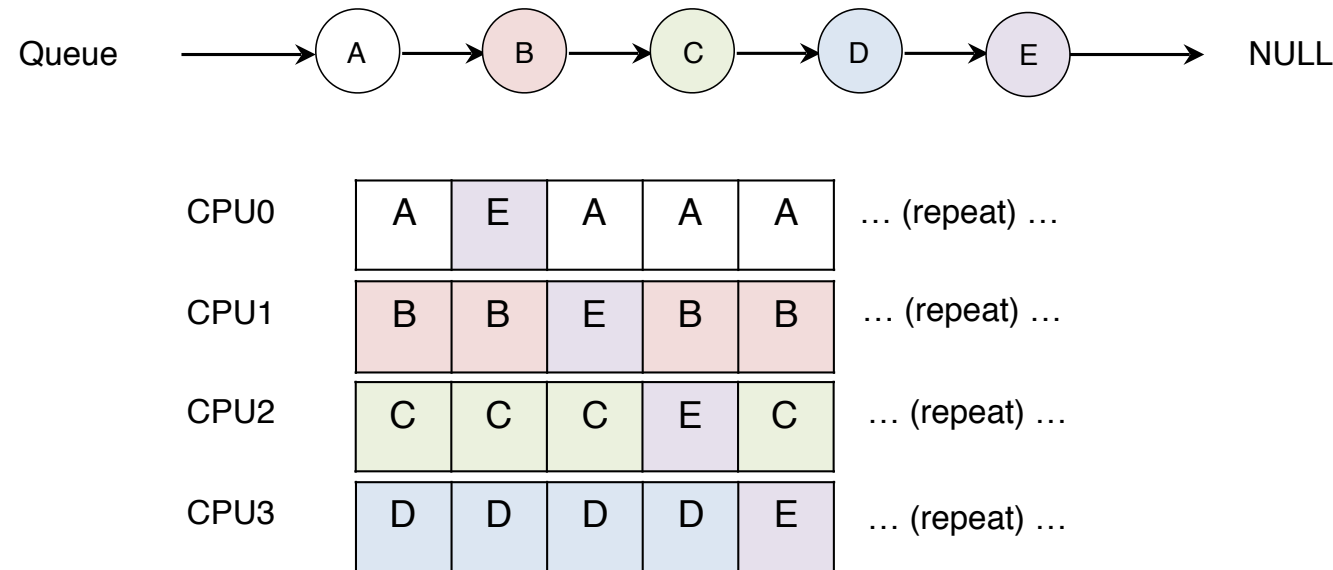 Queue A B C D E NULL
CPU0 A E A A A … (repeat) …
CPU1 B B E B B … (repeat) …
CPU2 C C C E C … (repeat) …
CPU3 D D D D E … (repeat) …